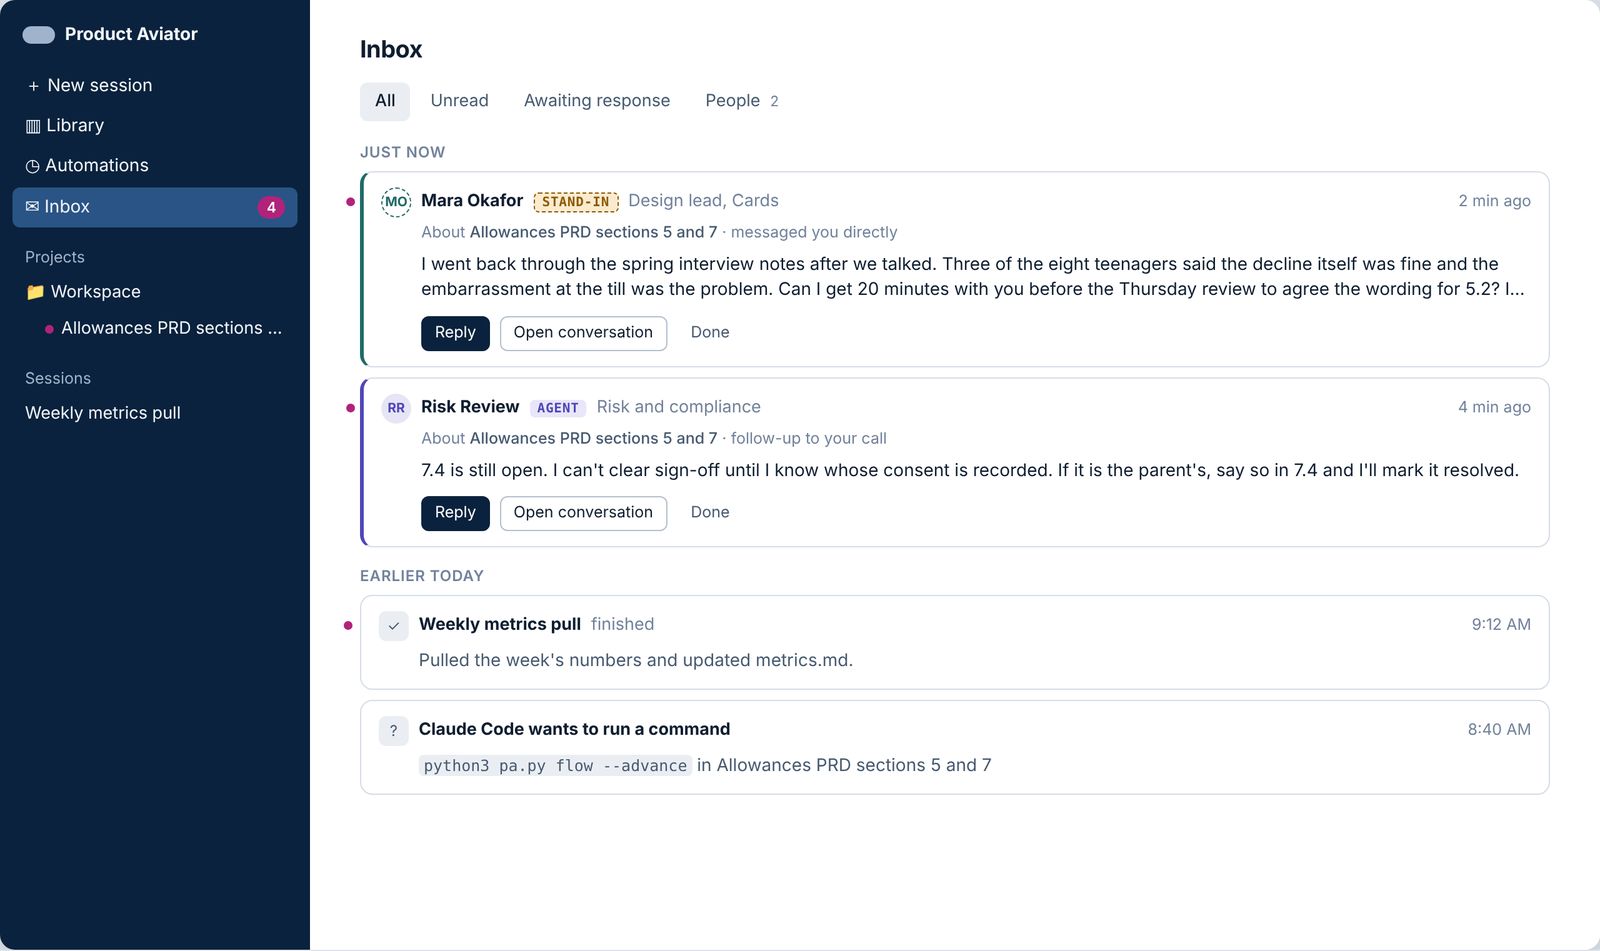 Product Aviator
+ New session
Library
Automations
Inbox 4
Projects
Workspace
Allowances PRD sections ...
Sessions
Weekly metrics pull
Inbox
All Unread Awaiting response People 2
JUST NOW
MO Mara Okafor STAND-IN Design lead, Cards 2 min ago
About Allowances PRD sections 5 and 7 · messaged you directly
I went back through the spring interview notes after we talked. Three of the eight teenagers said the decline itself was fine and the
embarrassment at the till was the problem. Can I get 20 minutes with you before the Thursday review to agree the wording for 5.2? I...
Reply Open conversation Done
RR Risk Review AGENT Risk and compliance 4 min ago
About Allowances PRD sections 5 and 7 · follow-up to your call
7.4 is still open. I can't clear sign-off until I know whose consent is recorded. If it is the parent's, say so in 7.4 and I'll mark it resolved.
Reply Open conversation Done
EARLIER TODAY
Weekly metrics pull finished 9:12 AM
Pulled the week's numbers and updated metrics.md.
? Claude Code wants to run a command 8:40 AM
python3 pa.py flow --advance in Allowances PRD sections 5 and 7